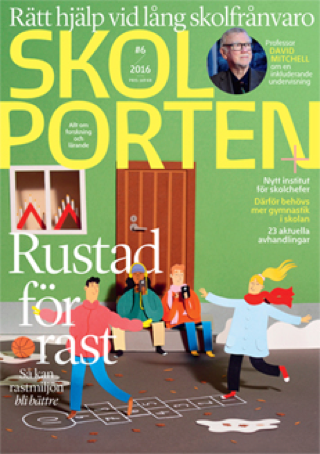 Rätt hjälp vid lång skolfrånvaro
SKOL
PORTEN
#6
2016
Professor
DAVID
MITCHELL
om en
inkluderande
undervisning
Allt om
forskning
och
lärande
+
Nytt institut
för skolchefer
Därför behövs
mer gymnastik
i skolan
23 aktuella
avhandlingar
Rustad
för
rast
Så kan
rastmiljön
bli bättre